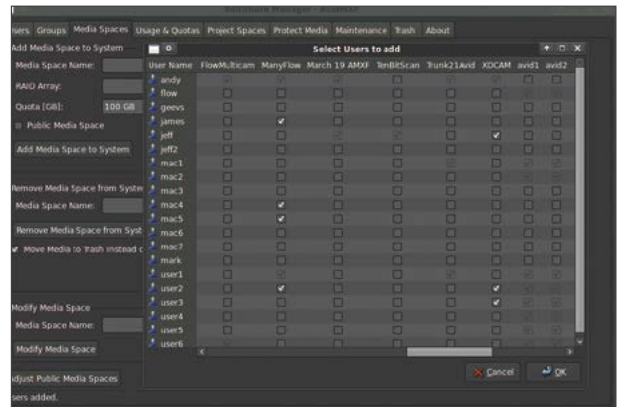 sers Groups Media Spaces Usage & Quotas Project Spaces Protect Media Maintenance Trash About
Add Media Space to System
Media Space Name:
RAID Array:
Quota [GB]: 100 GB
Public Media Space
Add Media Space to System
Remove Media Space from Syste
Media Space Name:
Remove Media Space from Syst
Move Media to Trash Instead o
Modify Media Space
Media Space Name:
Modify Media Space
djust Public Media Spaces
sers added.
Select Users to add
User Name FlowMulticam ManyFlow March 19 AMXF TenBitScan Trunk21Avid XDCAM avid1 avid2
andy
flow
geevs
james
jeff
jeff2
mac1
mac2
mac3
mac4
mac5
mac6
mac7
mark
user1
user2
user3
user4
user5
user6
Cancel OK